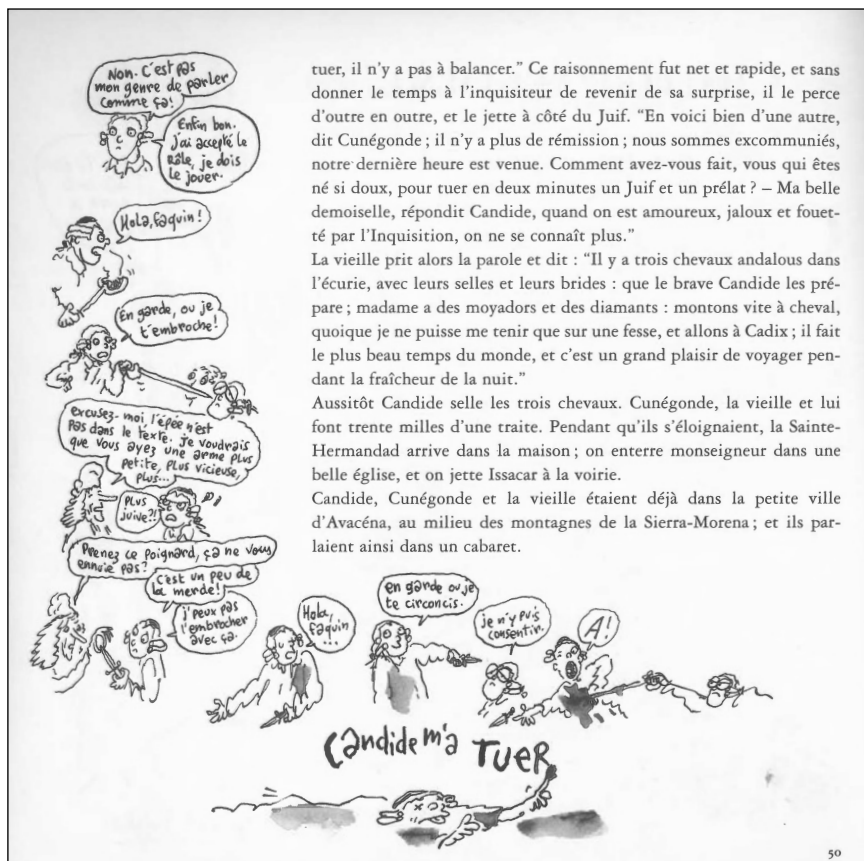 Non. C'est pas
mon genre de parler
comme ça!
Enfin bon.
j'ai accepté le
Rôle, je dois
le jouer.
Hola, faquin!
En garde, ou je
t'embroche!
excusez-moi l'épée n'est
pas dans le texte. je voudrais
que vous ayez une arme plus
petite, plus vicieuse,
plus...
PLUS
juive?!
Prenez ce poignard, ça ne vous
ennuie pas?
C'est un peu de
la merde!
j'peux pas
l'embrocher
avec ça.
Hola,
faquin
...
en garde ou je
te circoncis.
je n'y puis
consentir.
A!
Candide m'a TUER
tuer, il n'y a pas à balancer.” Ce raisonnement fut net et rapide, et sans
donner le temps à l'inquisiteur de revenir de sa surprise, il le perce
d'outre en outre, et le jette à côté du Juif. “En voici bien d'une autre,
dit Cunégonde ; il n'y a plus de rémission ; nous sommes excommuniés,
notre dernière heure est venue. Comment avez-vous fait, vous qui êtes
né si doux, pour tuer en deux minutes un Juif et un prélat ? – Ma belle
demoiselle, répondit Candide, quand on est amoureux, jaloux et fouet-
té par l'Inquisition, on ne se connaît plus.”
La vieille prit alors la parole et dit : “Il y a trois chevaux andalous dans
l'écurie, avec leurs selles et leurs brides : que le brave Candide les pré-
pare ; madame a des moyadors et des diamants : montons vite à cheval,
quoique je ne puisse me tenir que sur une fesse, et allons à Cadix ; il fait
le plus beau temps du monde, et c'est un grand plaisir de voyager pen-
dant la fraîcheur de la nuit.”
Aussitôt Candide selle les trois chevaux. Cunégonde, la vieille et lui
font trente milles d'une traite. Pendant qu'ils s'éloignaient, la Sainte-
Hermandad arrive dans la maison ; on enterre monseigneur dans une
belle église, et on jette Issacar à la voirie.
Candide, Cunégonde et la vieille étaient déjà dans la petite ville
d'Avacéna, au milieu des montagnes de la Sierra-Morena ; et ils par-
laient ainsi dans un cabaret.
50